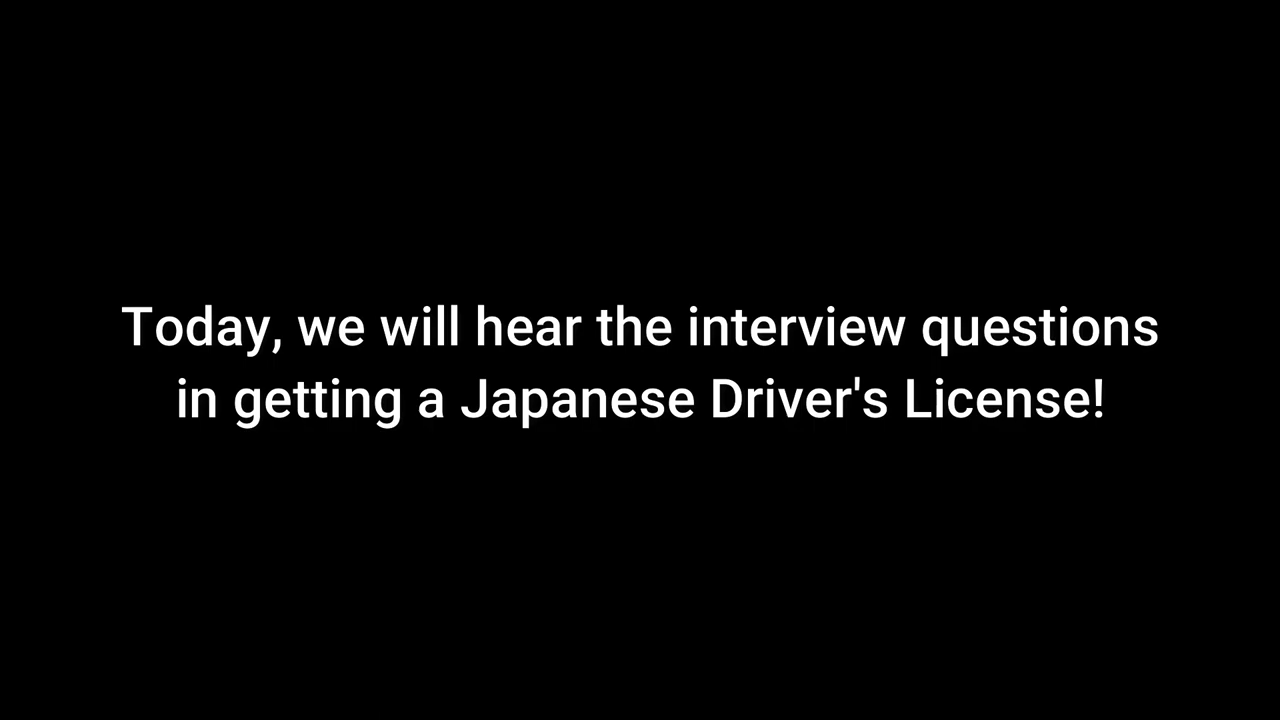 Today, we will hear the interview questions
in getting a Japanese Driver's License!